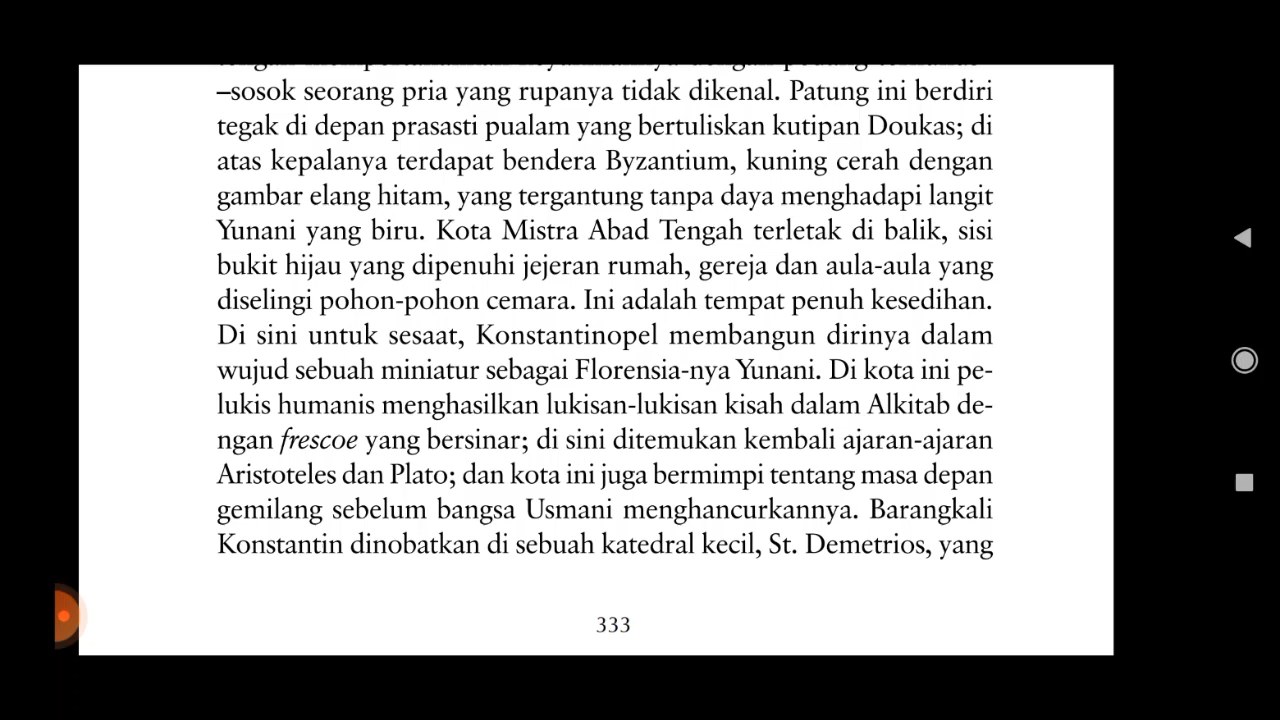 –sosok seorang pria yang rupanya tidak dikenal. Patung ini berdiri
tegak di depan prasasti pualam yang bertuliskan kutipan Doukas; di
atas kepalanya terdapat bendera Byzantium, kuning cerah dengan
gambar elang hitam, yang tergantung tanpa daya menghadapi langit
Yunani yang biru. Kota Mistra Abad Tengah terletak di balik, sisi
bukit hijau yang dipenuhi jejeran rumah, gereja dan aula-aula yang
diselingi pohon-pohon cemara. Ini adalah tempat penuh kesedihan.
Di sini untuk sesaat, Konstantinopel membangun dirinya dalam
wujud sebuah miniatur sebagai Florensia-nya Yunani. Di kota ini pe-
lukis humanis menghasilkan lukisan-lukisan kisah dalam Alkitab de-
ngan frescoe yang bersinar; di sini ditemukan kembali ajaran-ajaran
Aristoteles dan Plato; dan kota ini juga bermimpi tentang masa depan
gemilang sebelum bangsa Usmani menghancurkannya. Barangkali
Konstantin dinobatkan di sebuah katedral kecil, St. Demetrios, yang
333